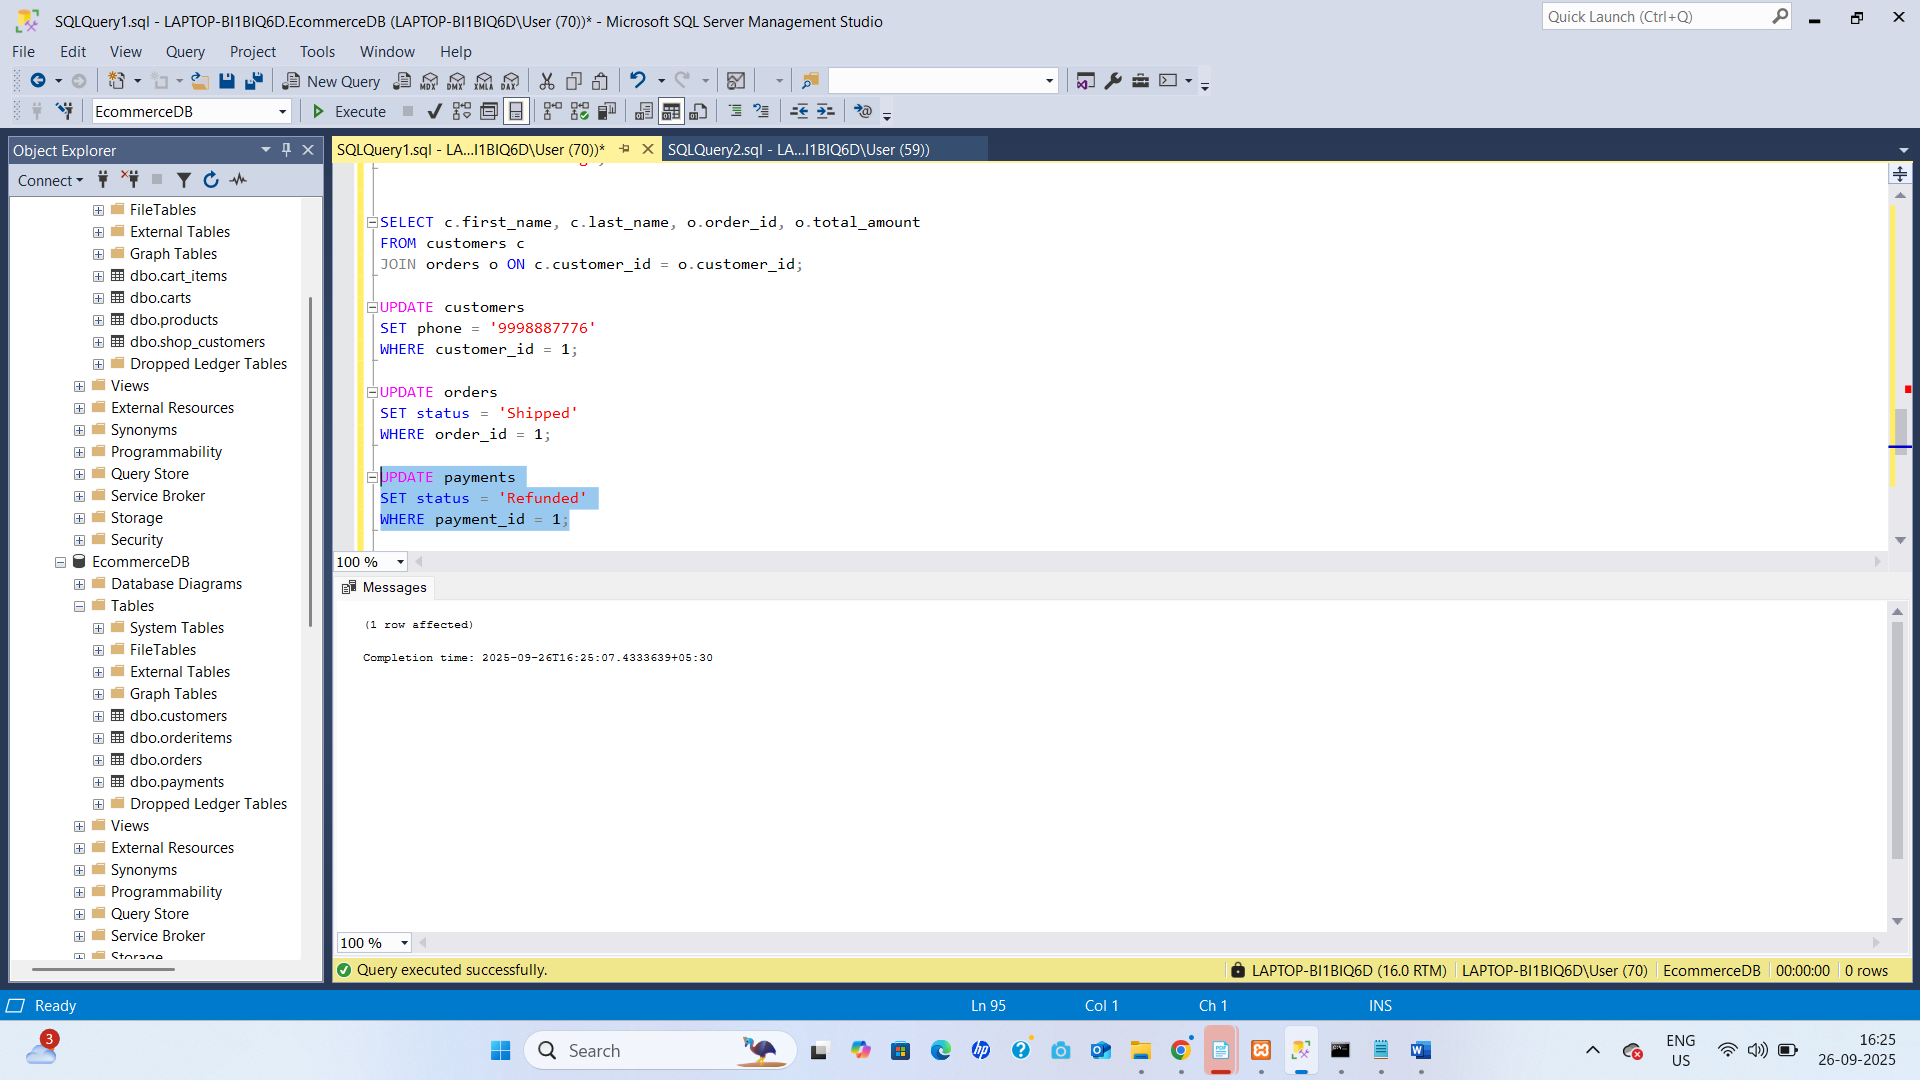 SQLQuery1.sql - LAPTOP-BI1BIQ6D.EcommerceDB (LAPTOP-BI1BIQ6D\User (70))* - Microsoft SQL Server Management Studio
Quick Launch (Ctrl+Q)
File Edit View Query Project Tools Window Help
New Query
MDX DMX XMLA DAX
EcommerceDB
Execute
Object Explorer
Connect
FileTables
External Tables
Graph Tables
dbo.cart_items
dbo.carts
dbo.products
dbo.shop_customers
Dropped Ledger Tables
Views
External Resources
Synonyms
Programmability
Query Store
Service Broker
Storage
Security
EcommerceDB
Database Diagrams
Tables
System Tables
FileTables
External Tables
Graph Tables
dbo.customers
dbo.orderitems
dbo.orders
dbo.payments
Dropped Ledger Tables
Views
External Resources
Synonyms
Programmability
Query Store
Service Broker
Storage
SQLQuery1.sql - LA...I1BIQ6D\User (70))*
SQLQuery2.sql - LA...I1BIQ6D\User (59))
SELECT c.first_name, c.last_name, o.order_id, o.total_amount
FROM customers c
JOIN orders o ON c.customer_id = o.customer_id;
UPDATE customers
SET phone = '9998887776'
WHERE customer_id = 1;
UPDATE orders
SET status = 'Shipped'
WHERE order_id = 1;
UPDATE payments
SET status = 'Refunded'
WHERE payment_id = 1;
100 %
Messages
(1 row affected)
Completion time: 2025-09-26T16:25:07.4333639+05:30
100 %
Query executed successfully.
LAPTOP-BI1BIQ6D (16.0 RTM)
LAPTOP-BI1BIQ6D\User (70)
EcommerceDB
00:00:00
0 rows
Ready
Ln 95
Col 1
Ch 1
INS
3
Search
ENG
US
16:25
26-09-2025